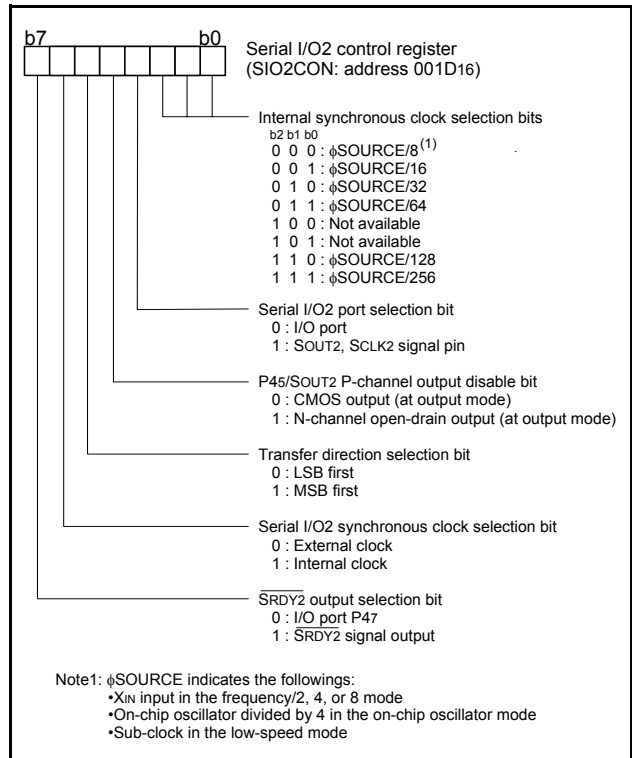 b7 b0
Serial I/O2 control register
(SIO2CON: address 001D16)
Internal synchronous clock selection bits
b2 b1 b0
0 0 0 : ϕSOURCE/8(1)
0 0 1 : ϕSOURCE/16
0 1 0 : ϕSOURCE/32
0 1 1 : ϕSOURCE/64
1 0 0 : Not available
1 0 1 : Not available
1 1 0 : ϕSOURCE/128
1 1 1 : ϕSOURCE/256
Serial I/O2 port selection bit
0 : I/O port
1 : SOUT2, SCLK2 signal pin
P45/SOUT2 P-channel output disable bit
0 : CMOS output (at output mode)
1 : N-channel open-drain output (at output mode)
Transfer direction selection bit
0 : LSB first
1 : MSB first
Serial I/O2 synchronous clock selection bit
0 : External clock
1 : Internal clock
SRDY2 output selection bit
0 : I/O port P47
1 : SRDY2 signal output
Note1: ϕSOURCE indicates the followings:
•XIN input in the frequency/2, 4, or 8 mode
•On-chip oscillator divided by 4 in the on-chip oscillator mode
•Sub-clock in the low-speed mode